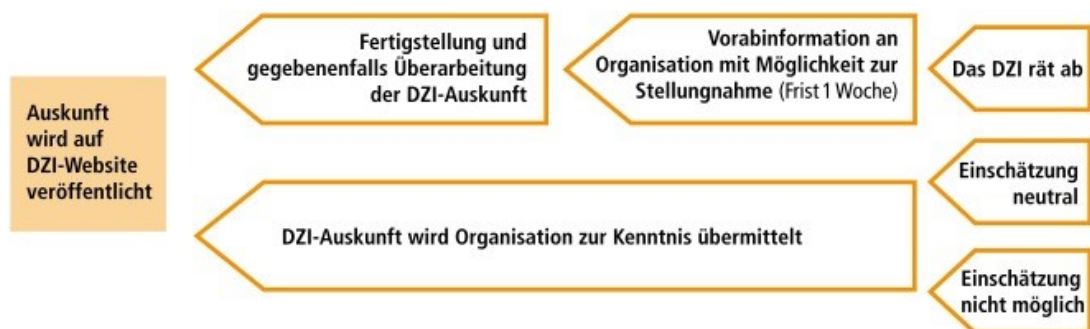 Auskunft
wird auf
DZI-Website
veröffentlicht
Fertigstellung und
gegebenenfalls Überarbeitung
der DZI-Auskunft
Vorabinformation an
Organisation mit Möglichkeit zur
Stellungnahme (Frist 1 Woche)
Das DZI rät ab
DZI-Auskunft wird Organisation zur Kenntnis übermittelt
Einschätzung
neutral
Einschätzung
nicht möglich